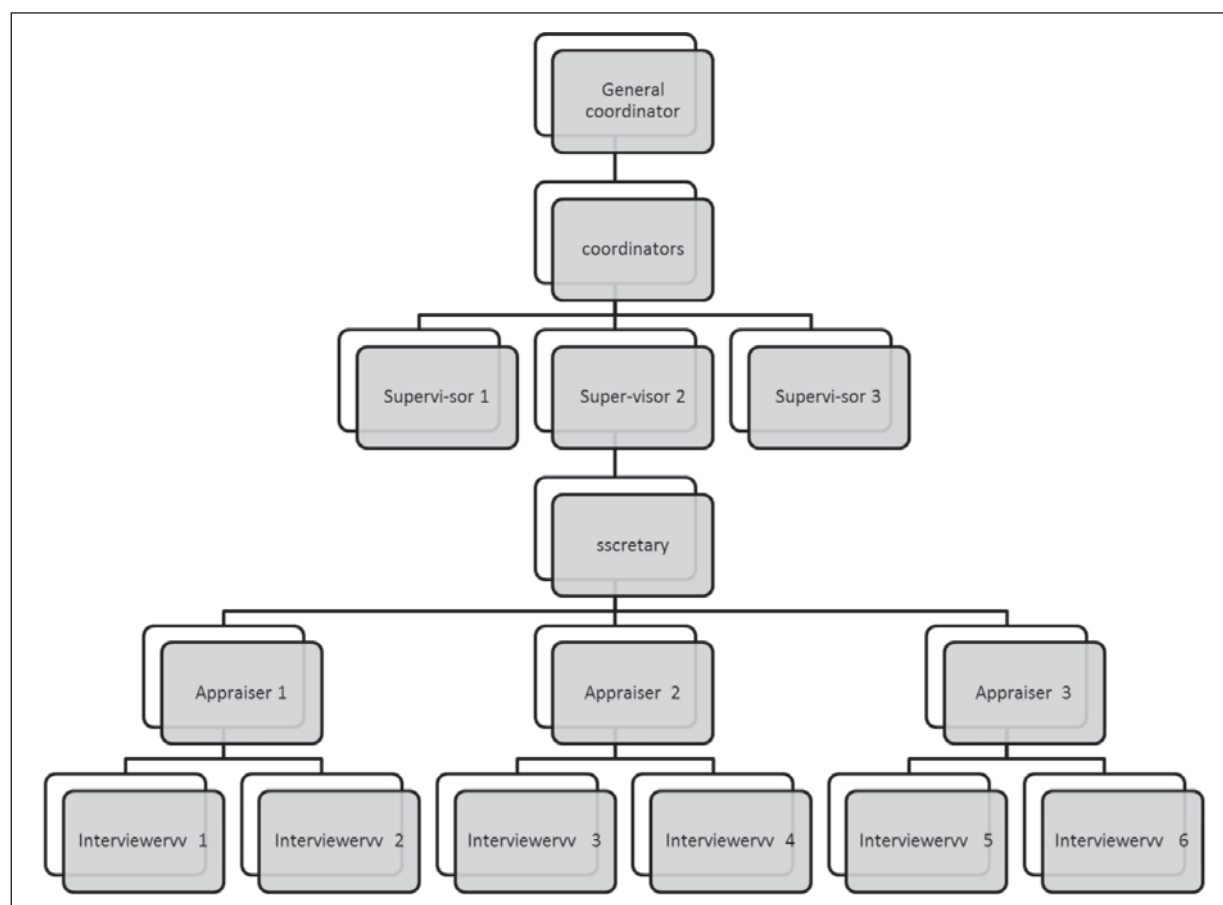 General
coordinator
coordinators
Supervi-sor 1
Super-visor 2
Supervi-sor 3
sscretary
Appraiser 1
Appraiser 2
Appraiser 3
Interviewervv 1
Interviewervv 2
Interviewervv 3
Interviewervv 4
Interviewervv 5
Interviewervv 6